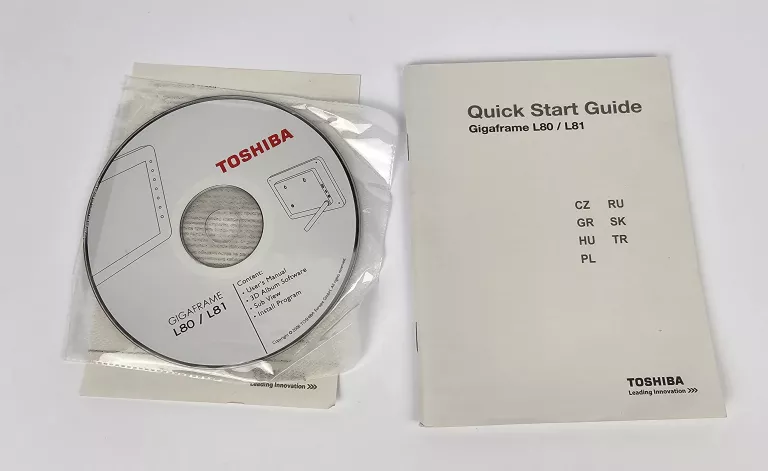 TOSHIBA
Content:
• User's Manual
• 3D Album Software
• Sub View
• Install Program
GIGAFRAME
L80 / L81
Leading Innovation >>>
Quick Start Guide
Gigaframe L80 / L81
CZ RU
GR SK
HU TR
PL
TOSHIBA
Leading Innovation >>>